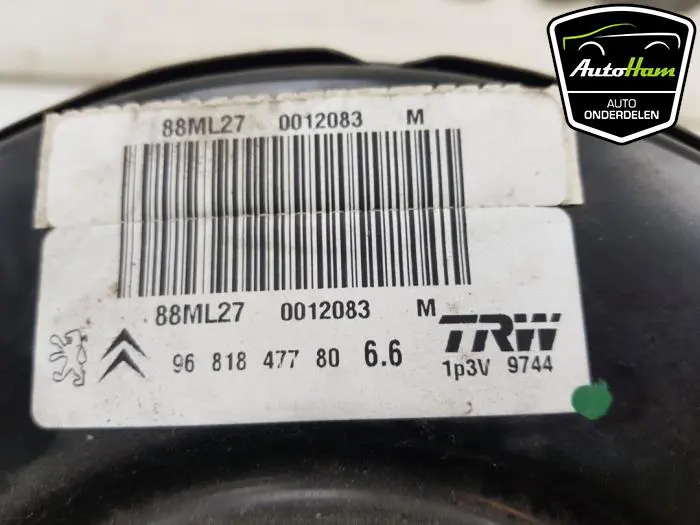 AutoHam
AUTO
ONDERDELEN
88ML27 0012083 M
88ML27 0012083 M
96 818 477 80 6.6
TRW
1p3V 9744